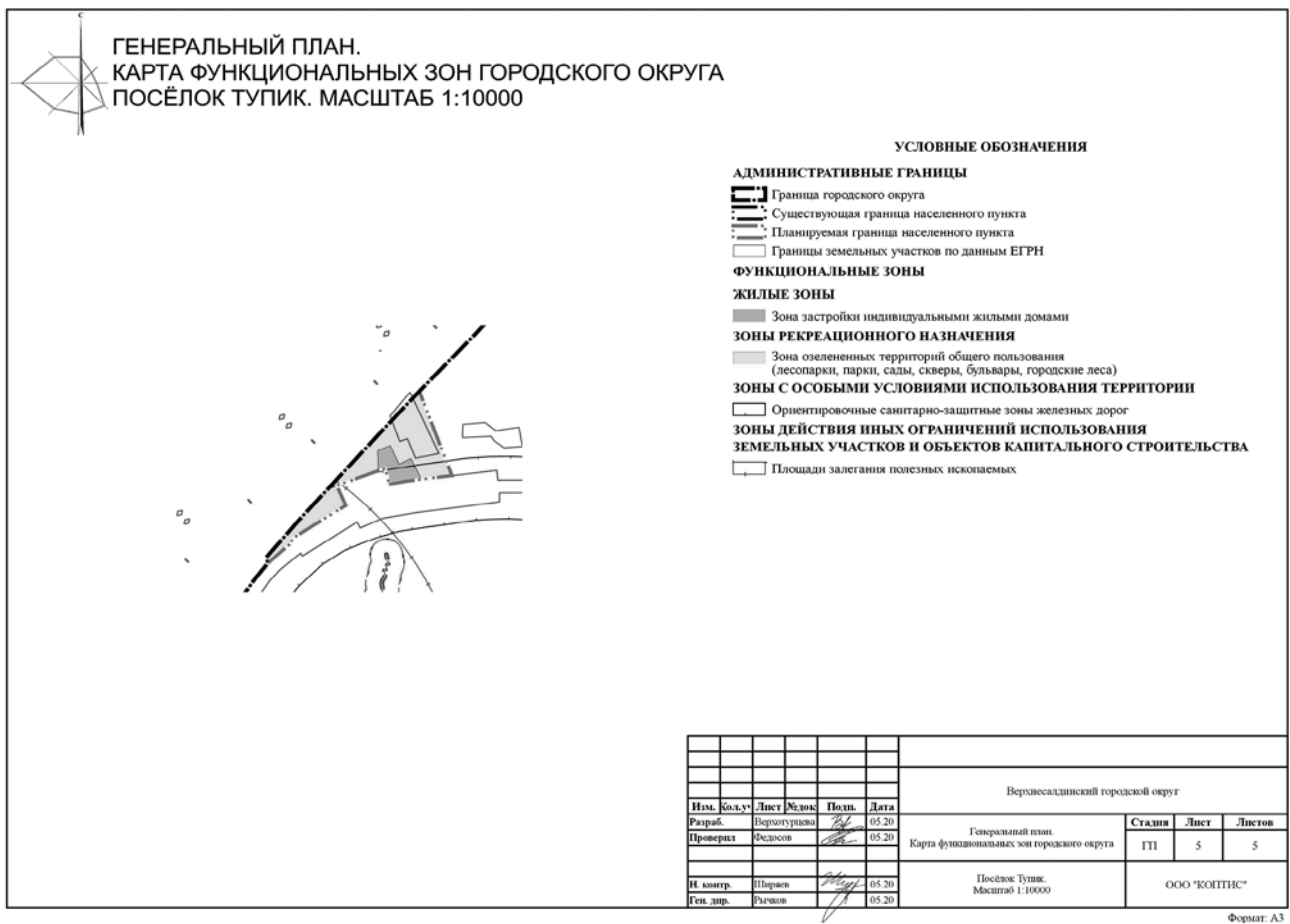 С
ГЕНЕРАЛЬНЫЙ ПЛАН.
КАРТА ФУНКЦИОНАЛЬНЫХ ЗОН ГОРОДСКОГО ОКРУГА
ПОСЁЛОК ТУПИК. МАСШТАБ 1:10000
УСЛОВНЫЕ ОБОЗНАЧЕНИЯ
АДМИНИСТРАТИВНЫЕ ГРАНИЦЫ
Граница городского округа
Существующая граница населенного пункта
Планируемая граница населенного пункта
Границы земельных участков по данным ЕГРН
ФУНКЦИОНАЛЬНЫЕ ЗОНЫ
ЖИЛЫЕ ЗОНЫ
Зона застройки индивидуальными жилыми домами
ЗОНЫ РЕКРЕАЦИОННОГО НАЗНАЧЕНИЯ
Зона озелененных территорий общего пользования
(лесопарки, парки, сады, скверы, бульвары, городские леса)
ЗОНЫ С ОСОБЫМИ УСЛОВИЯМИ ИСПОЛЬЗОВАНИЯ ТЕРРИТОРИИ
Ориентировочные санитарно-защитные зоны железных дорог
ЗОНЫ ДЕЙСТВИЯ ИНЫХ ОГРАНИЧЕНИЙ ИСПОЛЬЗОВАНИЯ
ЗЕМЕЛЬНЫХ УЧАСТКОВ И ОБЪЕКТОВ КАПИТАЛЬНОГО СТРОИТЕЛЬСТВА
Площади залегания полезных ископаемых
Верхнесалдинский городской округ
Изм. Кол.уч Лист №док Подп. Дата
Разраб. Верхотурцева 05.20
Проверил Федосов 05.20
Генеральный план.
Карта функциональных зон городского округа
Стадия Лист Листов
ГП 5 5
Н. контр. Ширяев 05.20
Ген. дир. Рычков 05.20
Посёлок Тупик.
Масштаб 1:10000
ООО "КОПТИС"
Формат: А3